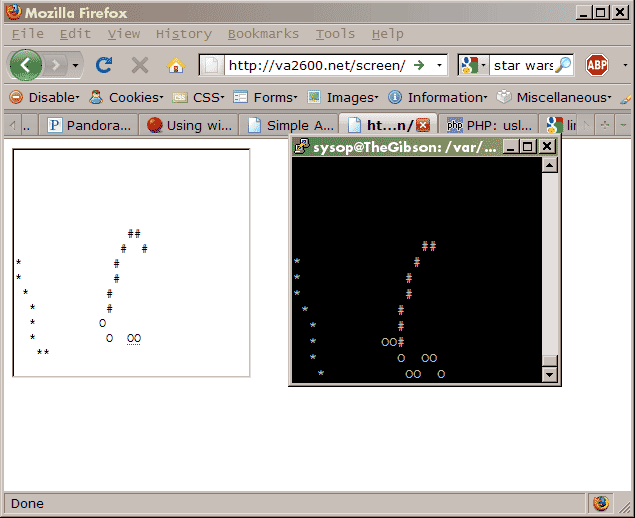 Mozilla Firefox
File Edit View History Bookmarks Tools Help
http://va2600.net/screen/ star wars
Disable Cookies CSS Forms Images Information Miscellaneous
.. Pandora... Using wi... Simple A... ht...n/ PHP: usl... lin
sysop@TheGibson: /var/...
##
# #
* #
* #
* #
* #
* O
* O OO
**
##
* #
* #
* #
* #
* #
* OO#
* O OO
* OO O
Done